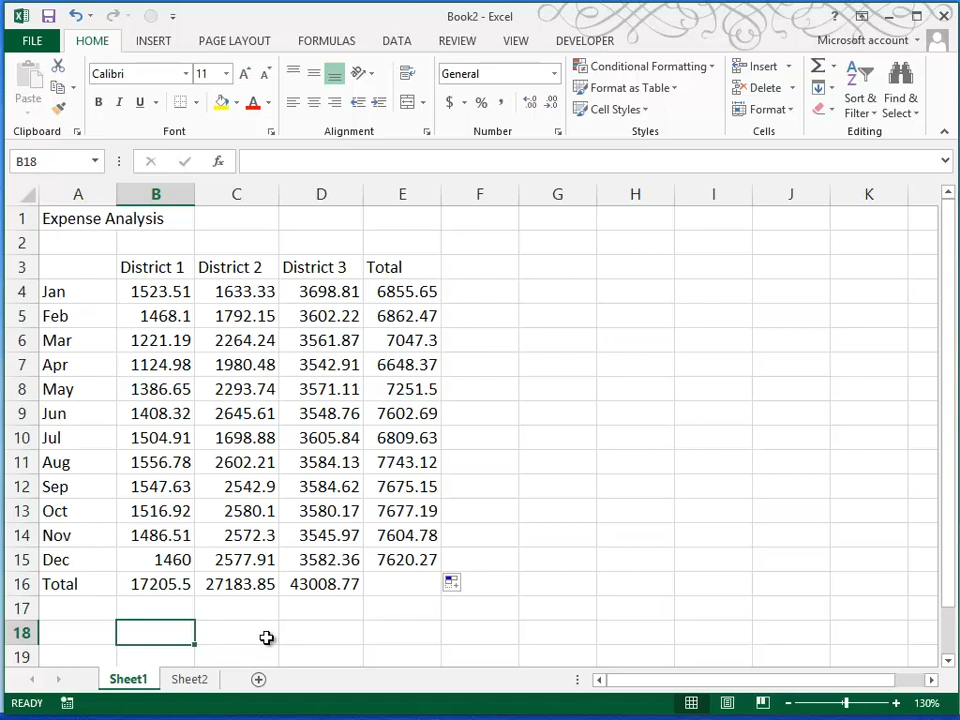 Book2 - Excel
?
FILE HOME INSERT PAGE LAYOUT FORMULAS DATA REVIEW VIEW DEVELOPER Microsoft account
Paste
Calibri 11
B I U A
General
$ % ,
Conditional Formatting
Format as Table
Cell Styles
Insert
Delete
Format
Sort & Filter
Find & Select
Clipboard Font Alignment Number Styles Cells Editing
B18 fx
A B C D E F G H I J K
1 Expense Analysis
2
3 District 1 District 2 District 3 Total
4 Jan 1523.51 1633.33 3698.81 6855.65
5 Feb 1468.1 1792.15 3602.22 6862.47
6 Mar 1221.19 2264.24 3561.87 7047.3
7 Apr 1124.98 1980.48 3542.91 6648.37
8 May 1386.65 2293.74 3571.11 7251.5
9 Jun 1408.32 2645.61 3548.76 7602.69
10 Jul 1504.91 1698.88 3605.84 6809.63
11 Aug 1556.78 2602.21 3584.13 7743.12
12 Sep 1547.63 2542.9 3584.62 7675.15
13 Oct 1516.92 2580.1 3580.17 7677.19
14 Nov 1486.51 2572.3 3545.97 7604.78
15 Dec 1460 2577.91 3582.36 7620.27
16 Total 17205.5 27183.85 43008.77
17
18
19
Sheet1 Sheet2
READY 130%